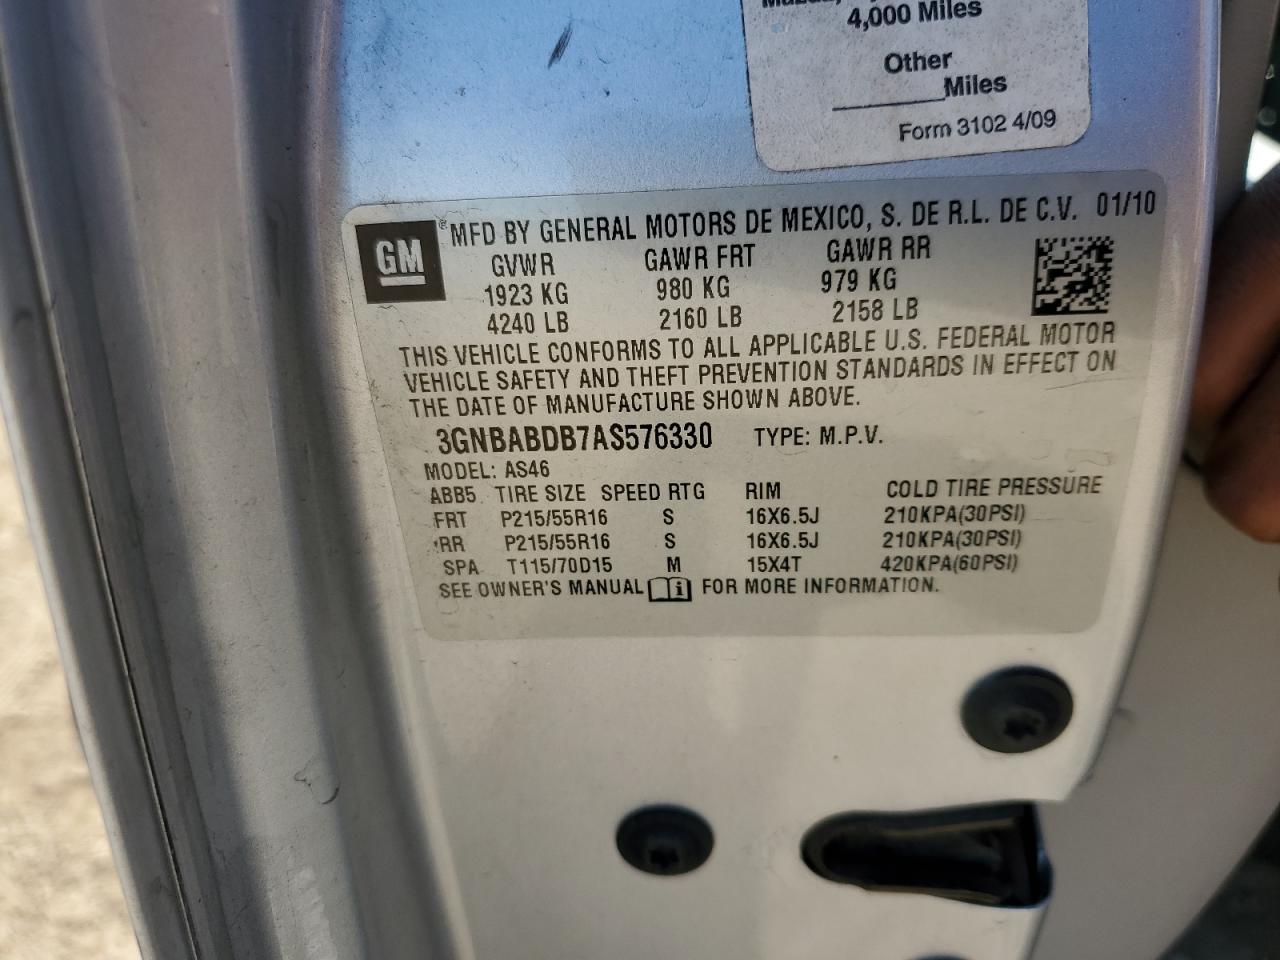 4,000 Miles
Other
_________Miles
Form 3102 4/09
GM
® MFD BY GENERAL MOTORS DE MEXICO, S. DE R.L. DE C.V. 01/10
GVWR GAWR FRT GAWR RR
1923 KG 980 KG 979 KG
4240 LB 2160 LB 2158 LB
THIS VEHICLE CONFORMS TO ALL APPLICABLE U.S. FEDERAL MOTOR
VEHICLE SAFETY AND THEFT PREVENTION STANDARDS IN EFFECT ON
THE DATE OF MANUFACTURE SHOWN ABOVE.
3GNBABDB7AS576330 TYPE: M.P.V.
MODEL: AS46
ABB5 TIRE SIZE SPEED RTG RIM COLD TIRE PRESSURE
FRT P215/55R16 S 16X6.5J 210KPA(30PSI)
RR P215/55R16 S 16X6.5J 210KPA(30PSI)
SPA T115/70D15 M 15X4T 420KPA(60PSI)
SEE OWNER'S MANUAL i FOR MORE INFORMATION.